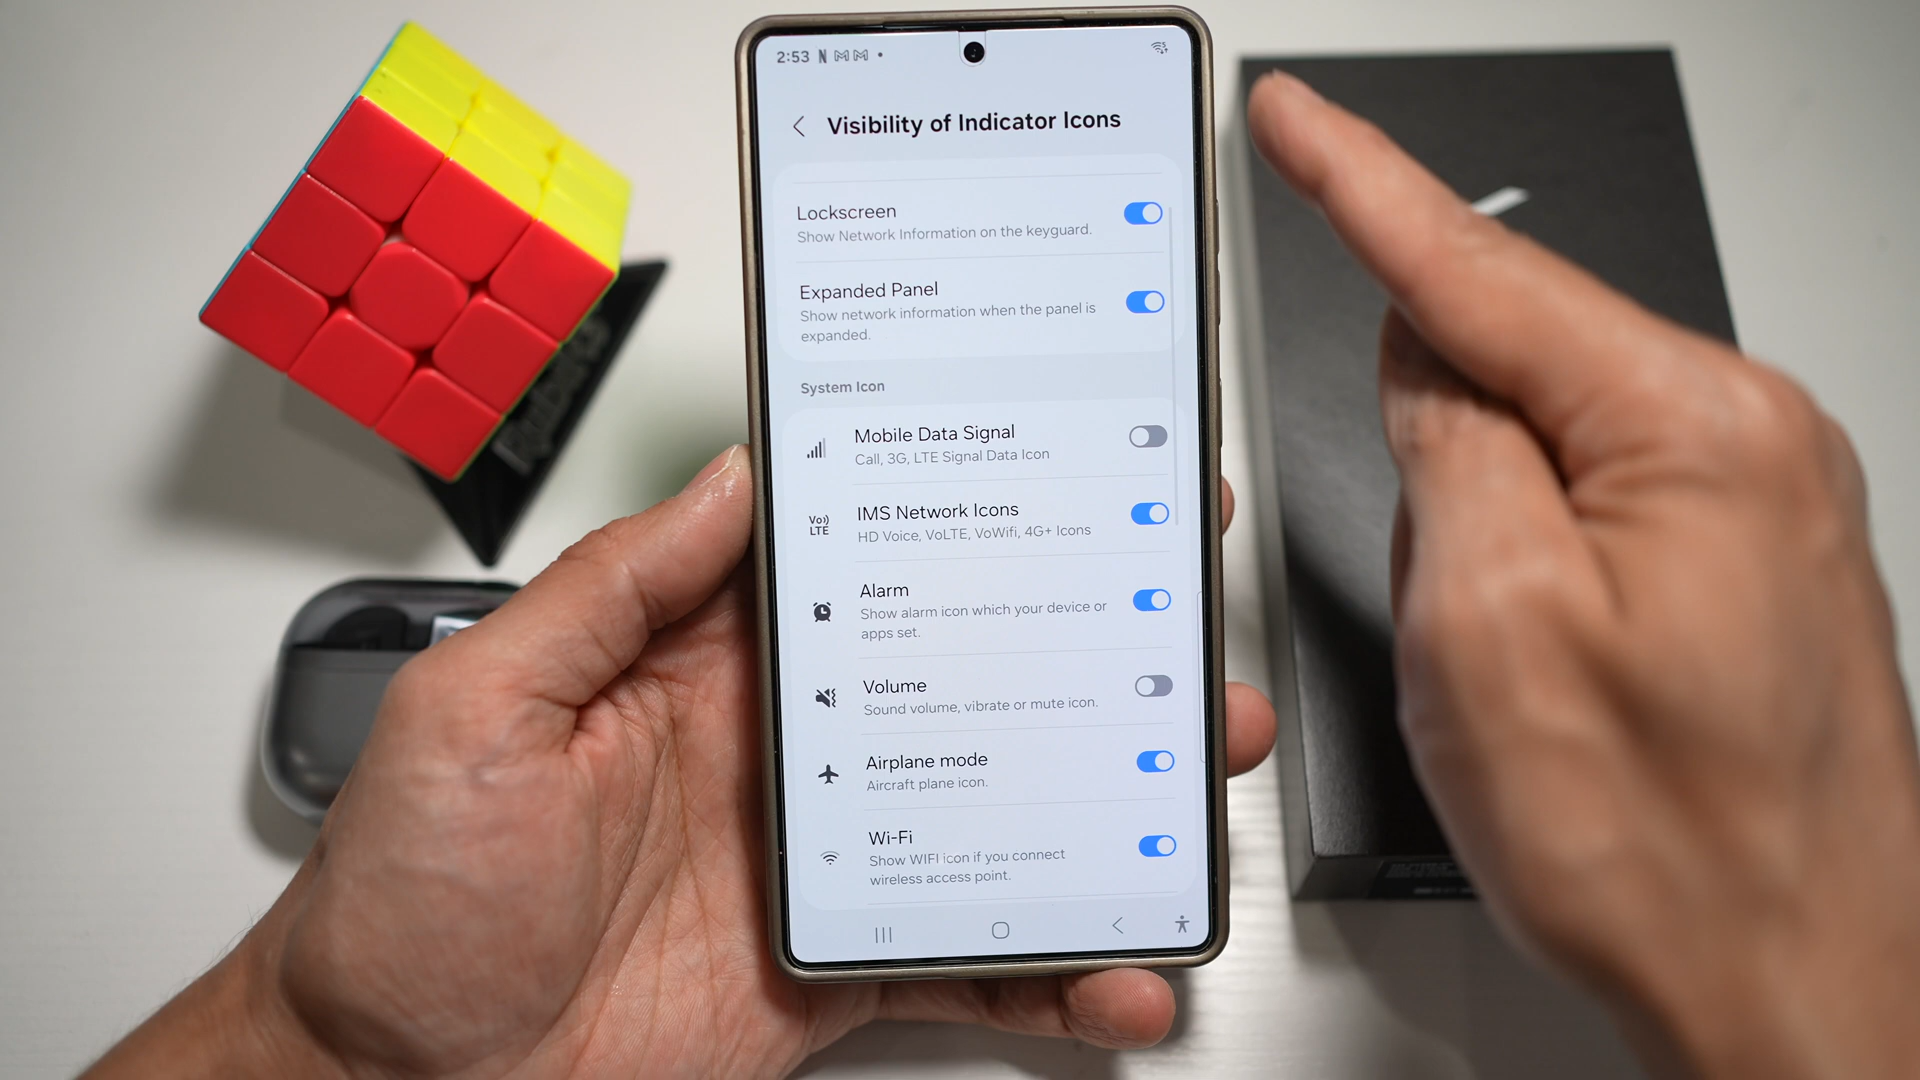 2:53
Visibility of Indicator Icons
Lockscreen
Show Network Information on the keyguard.
Expanded Panel
Show network information when the panel is
expanded.
System Icon
Mobile Data Signal
Call, 3G, LTE Signal Data Icon
Vo))
LTE
IMS Network Icons
HD Voice, VoLTE, VoWifi, 4G+ Icons
Alarm
Show alarm icon which your device or
apps set.
Volume
Sound volume, vibrate or mute icon.
Airplane mode
Aircraft plane icon.
Wi-Fi
Show WIFI icon if you connect
wireless access point.